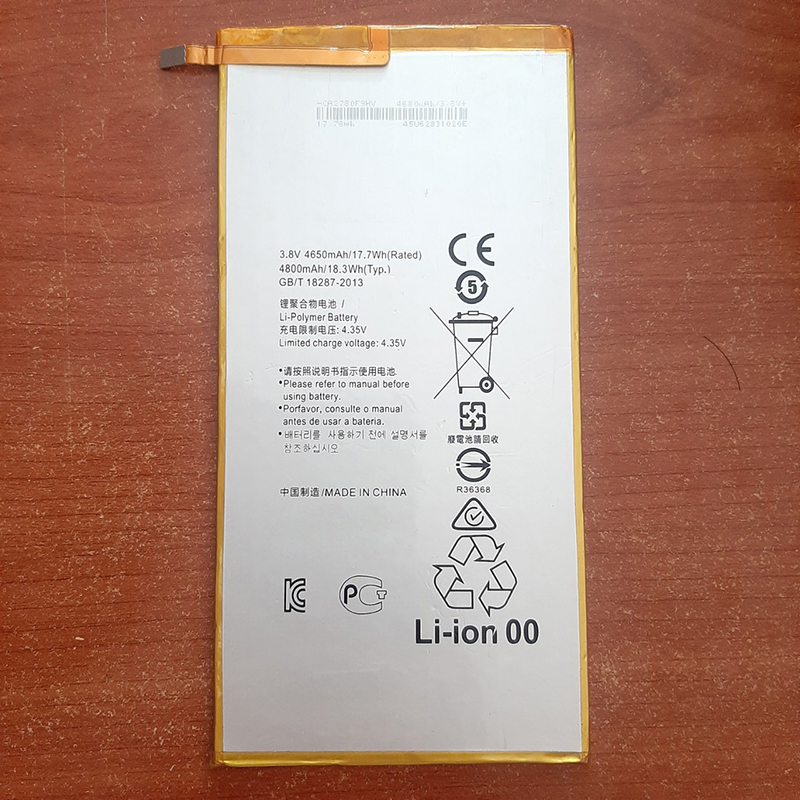 3.8V 4650mAh/17.7Wh(Rated)
4800mAh/18.3Wh(Typ.)
GB/T 18287-2013
锂聚合物电池 /
Li-Polymer Battery
充电限制电压: 4.35V
Limited charge voltage: 4.35V
•请按照说明书指示使用电池.
•Please refer to manual before
using battery.
•Porfavor, consulte o manual
antes de usar a bateria.
•배터리를 사용하기 전에 설명서를
참조하십시오
中国制造/MADE IN CHINA
CE
5
廢電池請回收
R36368
PCT
Li-ion 00